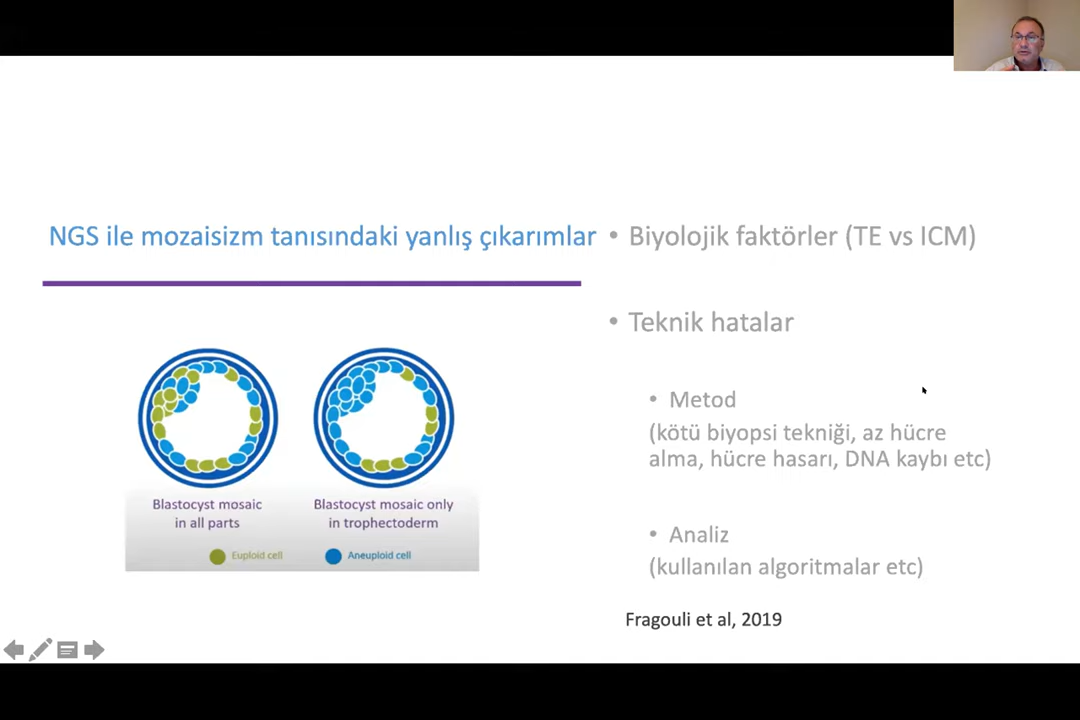 NGS ile mozaisizm tanısındaki yanlış çıkarımlar
Blastocyst mosaic
in all parts
Blastocyst mosaic only
in trophectoderm
Euploid cell
Aneuploid cell
• Biyolojik faktörler (TE vs ICM)
• Teknik hatalar
• Metod
(kötü biyopsi tekniği, az hücre
alma, hücre hasarı, DNA kaybı etc)
• Analiz
(kullanılan algoritmalar etc)
Fragouli et al, 2019